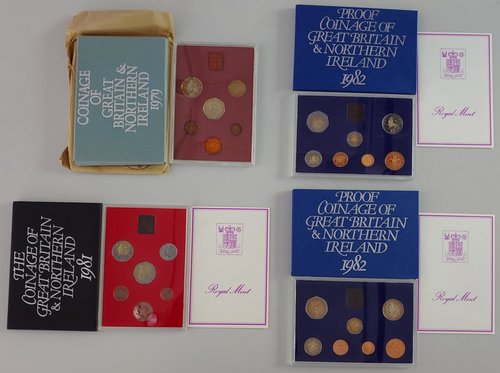 COINAGE
OF
GREAT
BRITAIN &
NORTHERN
IRELAND
1979
PROOF
COINAGE OF
GREAT BRITAIN
& NORTHERN
IRELAND
1982
Royal Mint
THE
COINAGE OF
GREAT BRITAIN
& NORTHERN
IRELAND
1981
Royal Mint
PROOF
COINAGE OF
GREAT BRITAIN
& NORTHERN
IRELAND
1982
Royal Mint